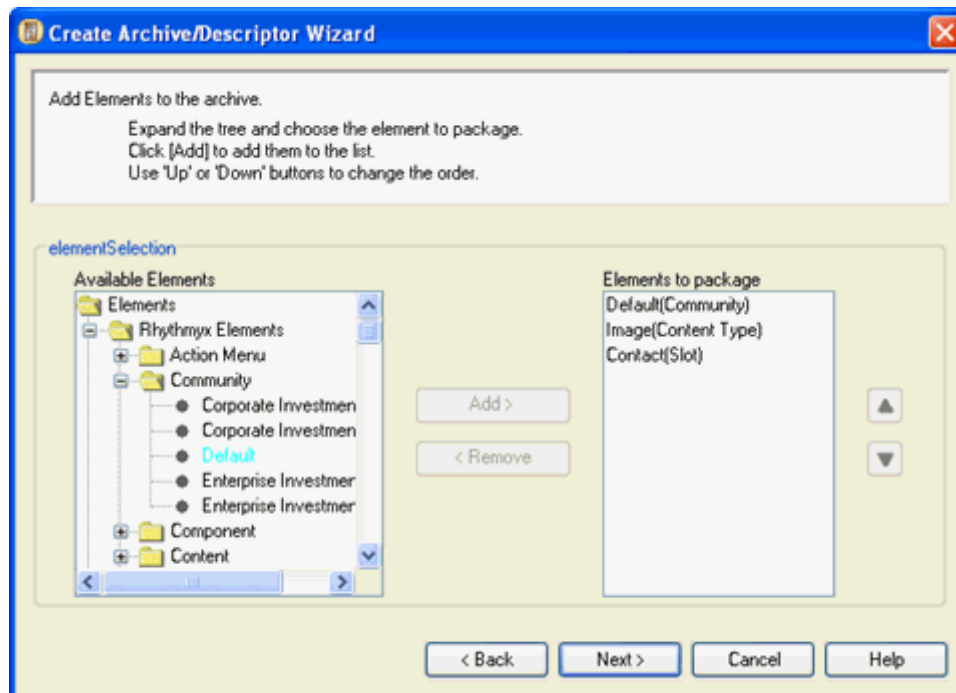 Create Archive/Descriptor Wizard
Add Elements to the archive.
Expand the tree and choose the element to package.
Click [Add] to add them to the list.
Use 'Up' or 'Down' buttons to change the order.
elementSelection
Available Elements
Elements
Rhythmyx Elements
Action Menu
Community
Corporate Investmen
Corporate Investmen
Default
Enterprise Investmer
Enterprise Investmer
Component
Content
Add >
< Remove
Elements to package
Default(Community)
Image(Content Type)
Contact(Slot)
< Back
Next >
Cancel
Help